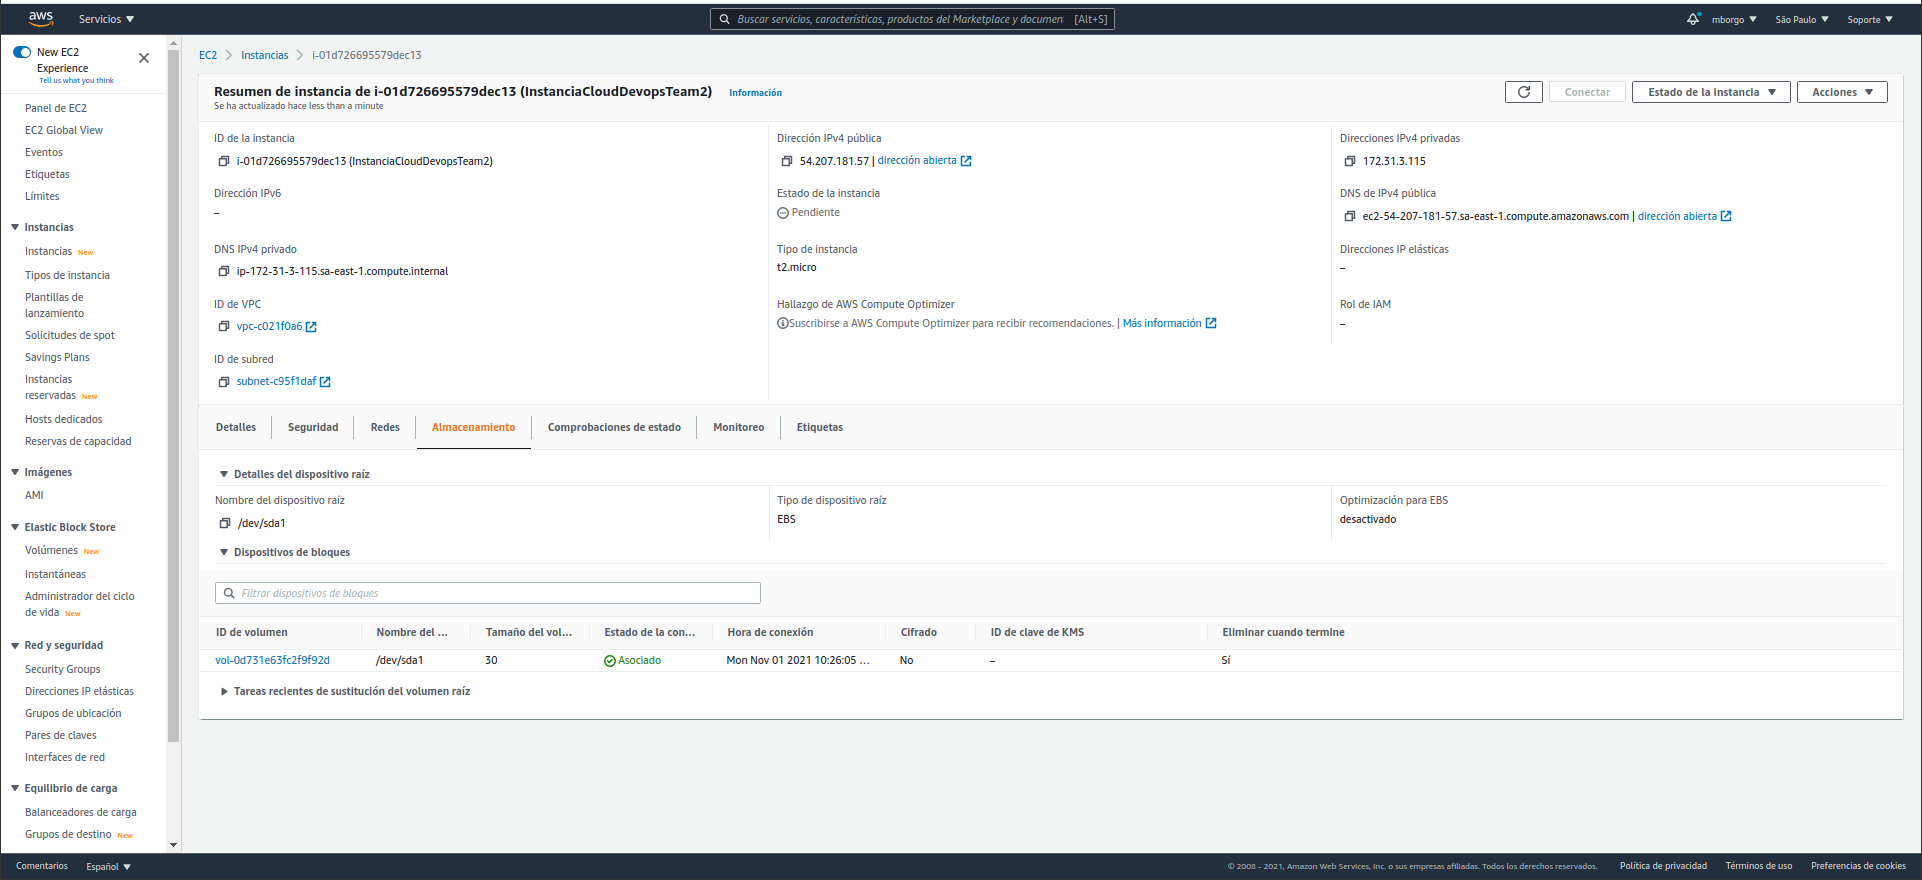 aws
Servicios
Buscar servicios, características, productos del Marketplace y document
[Alt+S]
mborgo
São Paulo
Soporte
New EC2
Experience
Tell us what you think
Panel de EC2
EC2 Global View
Eventos
Etiquetas
Límites
Instancias
Instancias New
Tipos de instancia
Plantillas de
lanzamiento
Solicitudes de spot
Savings Plans
Instancias
reservadas New
Hosts dedicados
Reservas de capacidad
Imágenes
AMI
Elastic Block Store
Volúmenes New
Instantáneas
Administrador del ciclo
de vida New
Red y seguridad
Security Groups
Direcciones IP elásticas
Grupos de ubicación
Pares de claves
Interfaces de red
Equilibrio de carga
Balanceadores de carga
Grupos de destino New
EC2 Instancias i-01d726695579dec13
Resumen de instancia de i-01d726695579dec13 (InstanciaCloudDevopsTeam2) Información
Se ha actualizado hace less than a minute
Conectar
Estado de la instancia
Acciones
ID de la instancia
i-01d726695579dec13 (InstanciaCloudDevopsTeam2)
Dirección IPv4 pública
54.207.181.57 | dirección abierta
Direcciones IPv4 privadas
172.31.3.115
Dirección IPv6
–
Estado de la instancia
Pendiente
DNS de IPv4 pública
ec2-54-207-181-57.sa-east-1.compute.amazonaws.com | dirección abierta
DNS IPv4 privado
ip-172-31-3-115.sa-east-1.compute.internal
Tipo de instancia
t2.micro
Direcciones IP elásticas
–
ID de VPC
vpc-c021f0a6
Hallazgo de AWS Compute Optimizer
Suscribirse a AWS Compute Optimizer para recibir recomendaciones. | Más información
Rol de IAM
–
ID de subred
subnet-c95f1daf
Detalles Seguridad Redes Almacenamiento Comprobaciones de estado Monitoreo Etiquetas
Detalles del dispositivo raíz
Nombre del dispositivo raíz
/dev/sda1
Tipo de dispositivo raíz
EBS
Optimización para EBS
desactivado
Dispositivos de bloques
Filtrar dispositivos de bloques
ID de volumen Nombre del ... Tamaño del vol... Estado de la con... Hora de conexión Cifrado ID de clave de KMS Eliminar cuando termine
vol-0d731e63fc2f9f92d /dev/sda1 30 Asociado Mon Nov 01 2021 10:26:05 ... No – Sí
Tareas recientes de sustitución del volumen raíz
Comentarios
Español
© 2008 - 2021, Amazon Web Services, Inc. o sus empresas afiliadas. Todos los derechos reservados.
Política de privacidad
Términos de uso
Preferencias de cookies